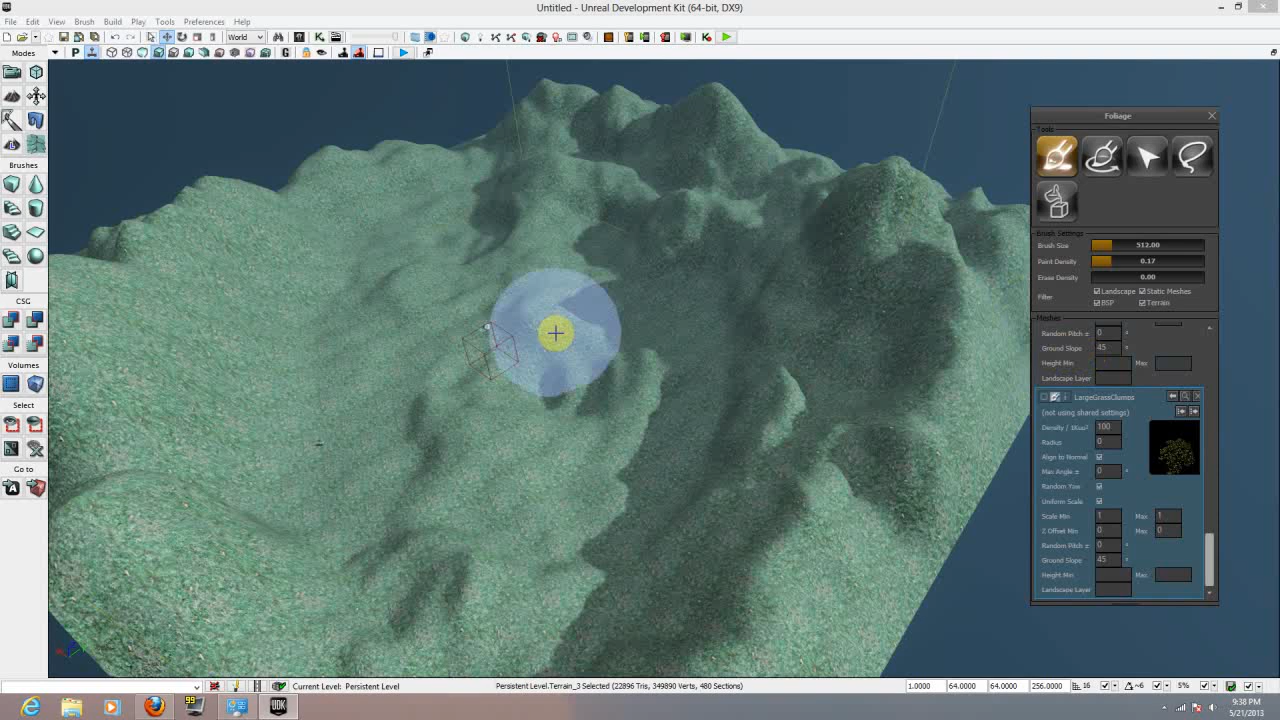 Untitled - Unreal Development Kit (64-bit, DX9)
File Edit View Brush Build Play Tools Preferences Help
World
Modes
P
G
Brushes
CSG
Volumes
Select
Go to
Foliage
Tools
Brush Settings
Brush Size 512.00
Paint Density 0.17
Erase Density 0.00
Filter Landscape Static Meshes
BSP Terrain
Meshes
Random Pitch ± 0 °
Ground Slope 45
Height Min Max
Landscape Layer
LargeGrassClumps
(not using shared settings)
Density / 1Kuu² 100
Radius 0
Align to Normal
Max Angle ± 0 °
Random Yaw
Uniform Scale
Scale Min 1 Max 1
Z Offset Min 0 Max 0
Random Pitch ± 0 °
Ground Slope 45
Height Min Max
Landscape Layer
Current Level: Persistent Level
Persistent Level.Terrain_3 Selected (22896 Tris, 349890 Verts, 480 Sections)
1.0000 64.0000 64.0000 256.0000 16 6 5%
99
UDK
9:38 PM
5/21/2013